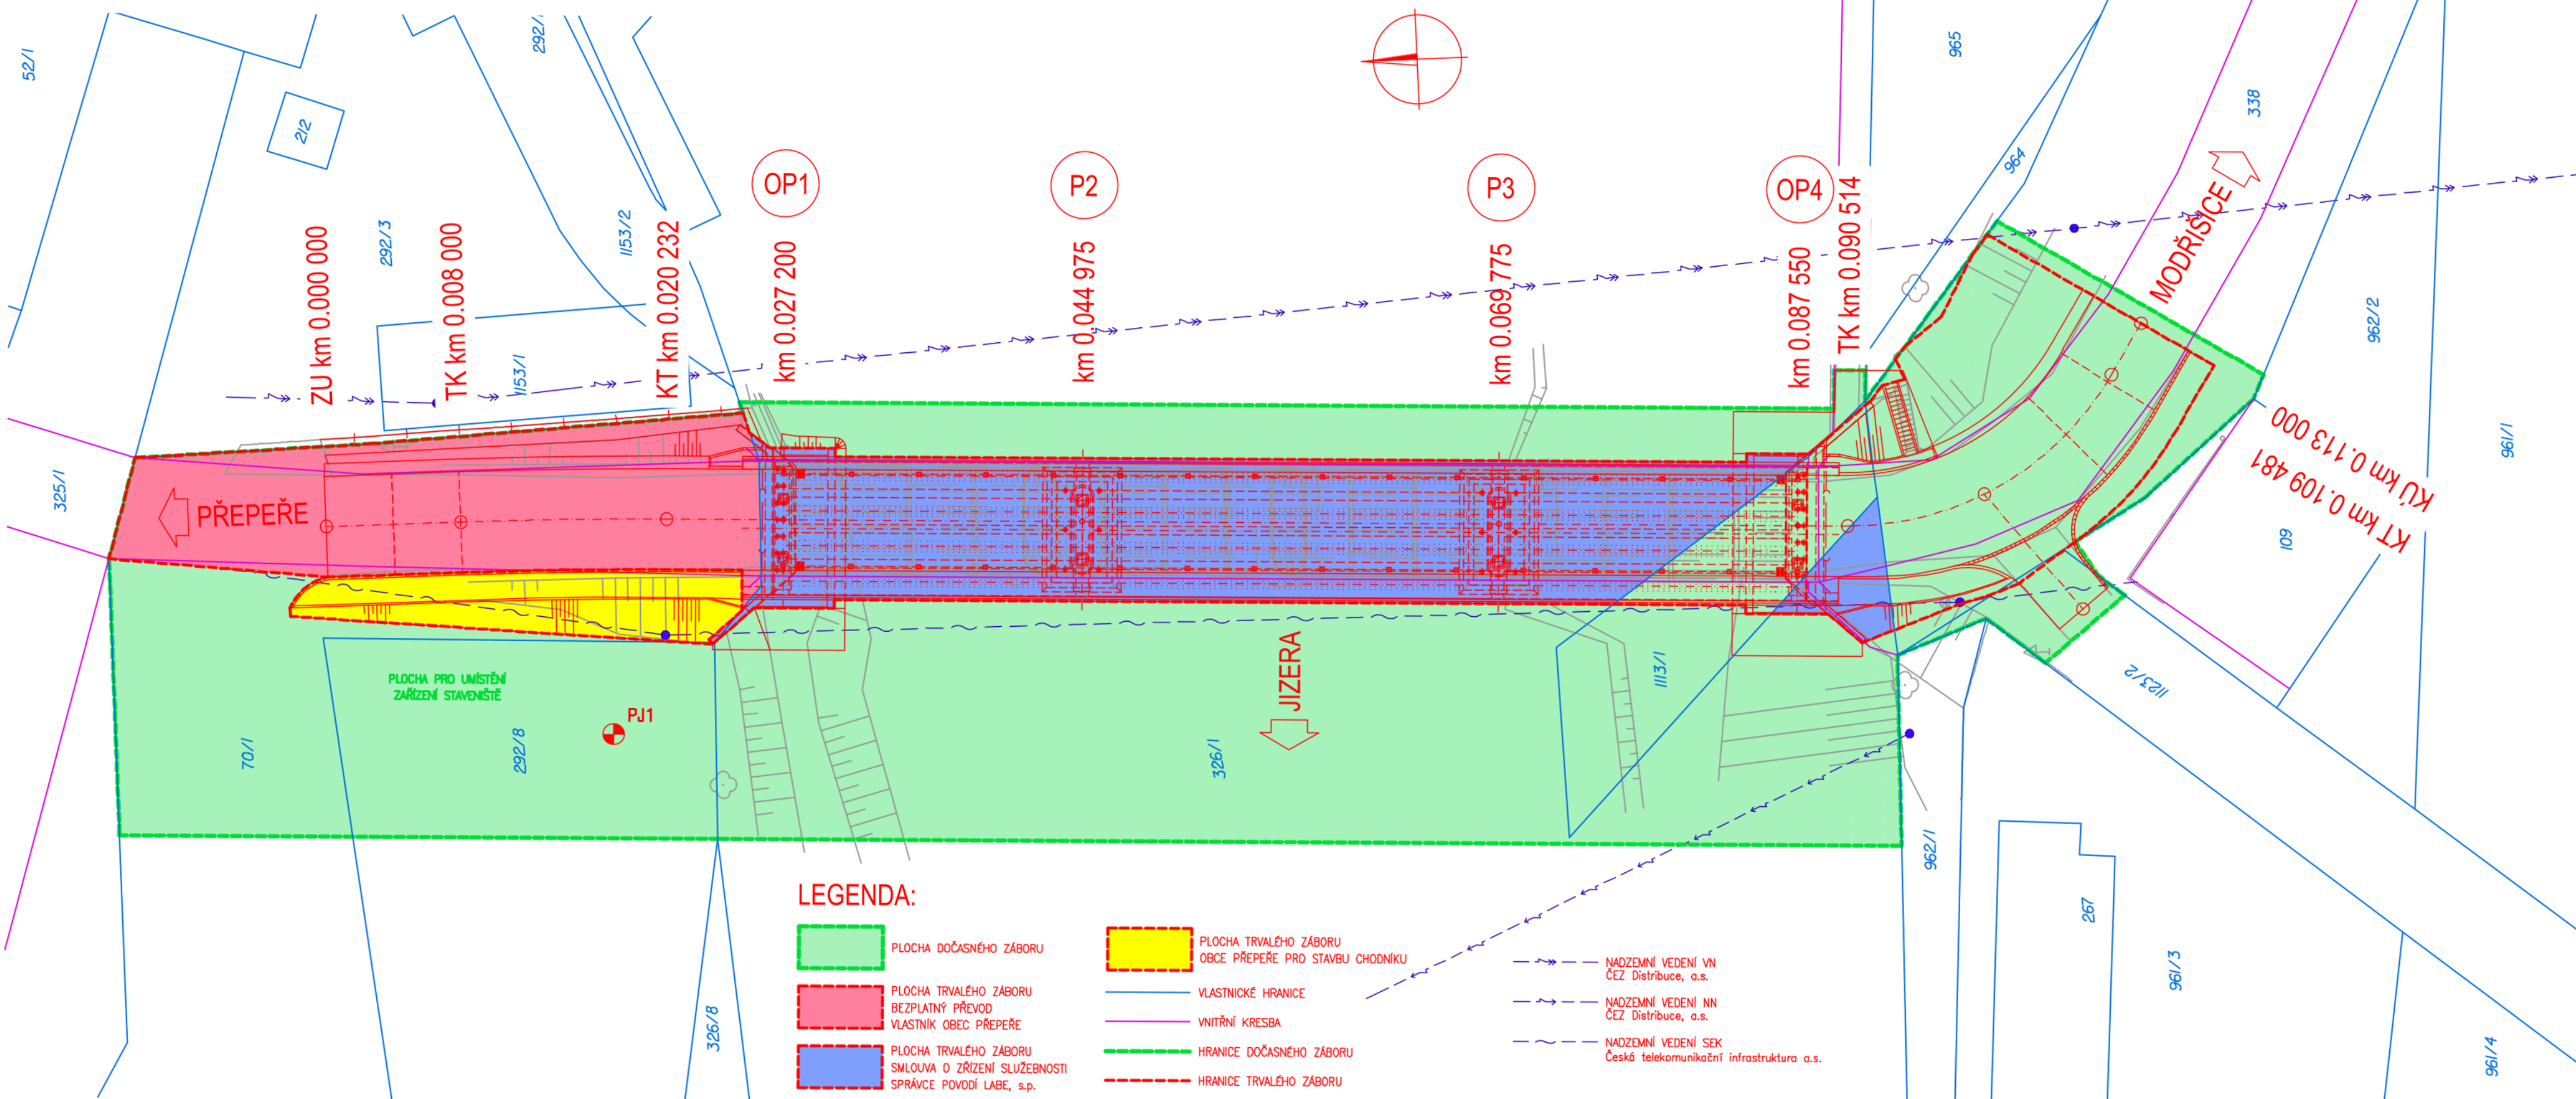 52/1
212
292/3
292/
1153/2
1153/1
965
964
338
962/2
961/1
ZU km 0.000 000
TK km 0.008 000
KT km 0.020 232
OP1
km 0.027 200
P2
km 0.044 975
P3
km 0.069 775
OP4
km 0.087 550
TK km 0.090 514
MODŘIŠICE
KT km 0.109 481
KÚ km 0.113 000
109
325/1
PŘEPEŘE
JIZERA
PLOCHA PRO UMÍSTĚNÍ
ZAŘÍZENÍ STAVENIŠTĚ
PJ1
70/1
292/8
326/1
1113/1
1123/2
962/1
267
961/3
961/4
326/8
LEGENDA:
PLOCHA DOČASNÉHO ZÁBORU
PLOCHA TRVALÉHO ZÁBORU
BEZPLATNÝ PŘEVOD
VLASTNÍK OBEC PŘEPEŘE
PLOCHA TRVALÉHO ZÁBORU
SMLOUVA O ZŘÍZENÍ SLUŽEBNOSTI
SPRÁVCE POVODÍ LABE, s.p.
PLOCHA TRVALÉHO ZÁBORU
OBCE PŘEPEŘE PRO STAVBU CHODNÍKU
VLASTNICKÉ HRANICE
VNITŘNÍ KRESBA
HRANICE DOČASNÉHO ZÁBORU
HRANICE TRVALÉHO ZÁBORU
NADZEMNÍ VEDENÍ VN
ČEZ Distribuce, a.s.
NADZEMNÍ VEDENÍ NN
ČEZ Distribuce, a.s.
NADZEMNÍ VEDENÍ SEK
Česká telekomunikační infrastruktura a.s.